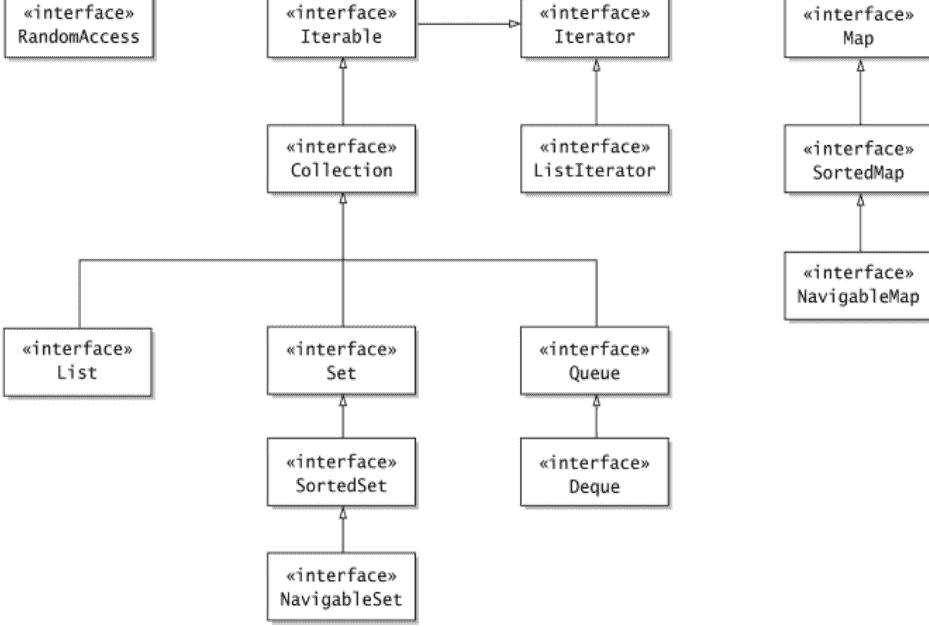 «interface»
RandomAccess
«interface»
Iterable
«interface»
Iterator
«interface»
Map
«interface»
Collection
«interface»
ListIterator
«interface»
SortedMap
«interface»
NavigableMap
«interface»
List
«interface»
Set
«interface»
Queue
«interface»
SortedSet
«interface»
Deque
«interface»
NavigableSet